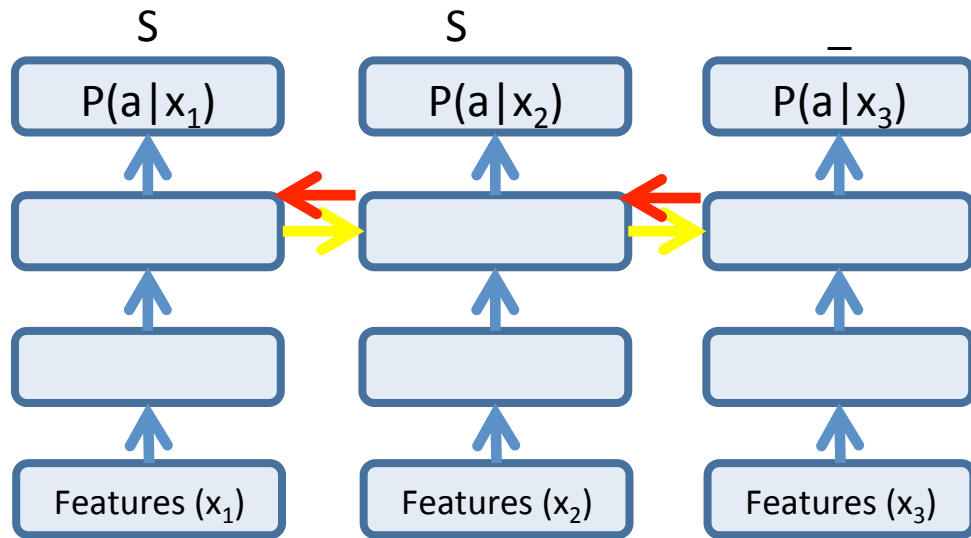 S S _
P(a|x₁) P(a|x₂) P(a|x₃)
Features (x₁) Features (x₂) Features (x₃)